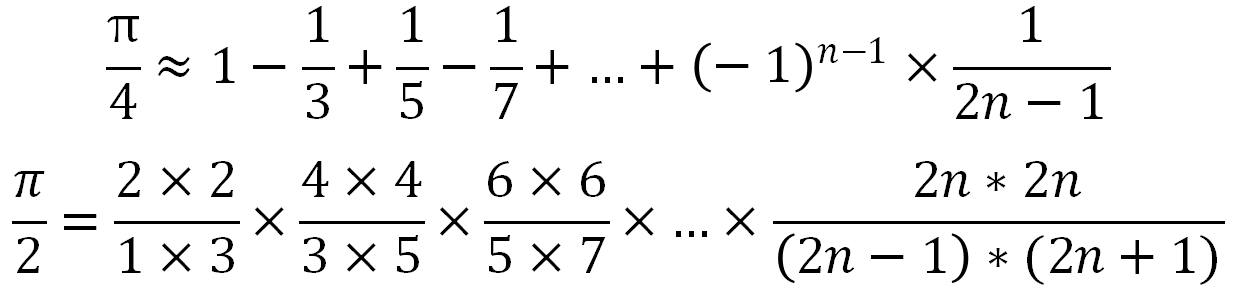 π/4 ≈ 1 − 1/3 + 1/5 − 1/7 + ... + (− 1)^{n−1} × 1/(2n − 1)
π/2 = (2 × 2)/(1 × 3) × (4 × 4)/(3 × 5) × (6 × 6)/(5 × 7) × ... × (2n ∗ 2n)/((2n − 1) ∗ (2n + 1))